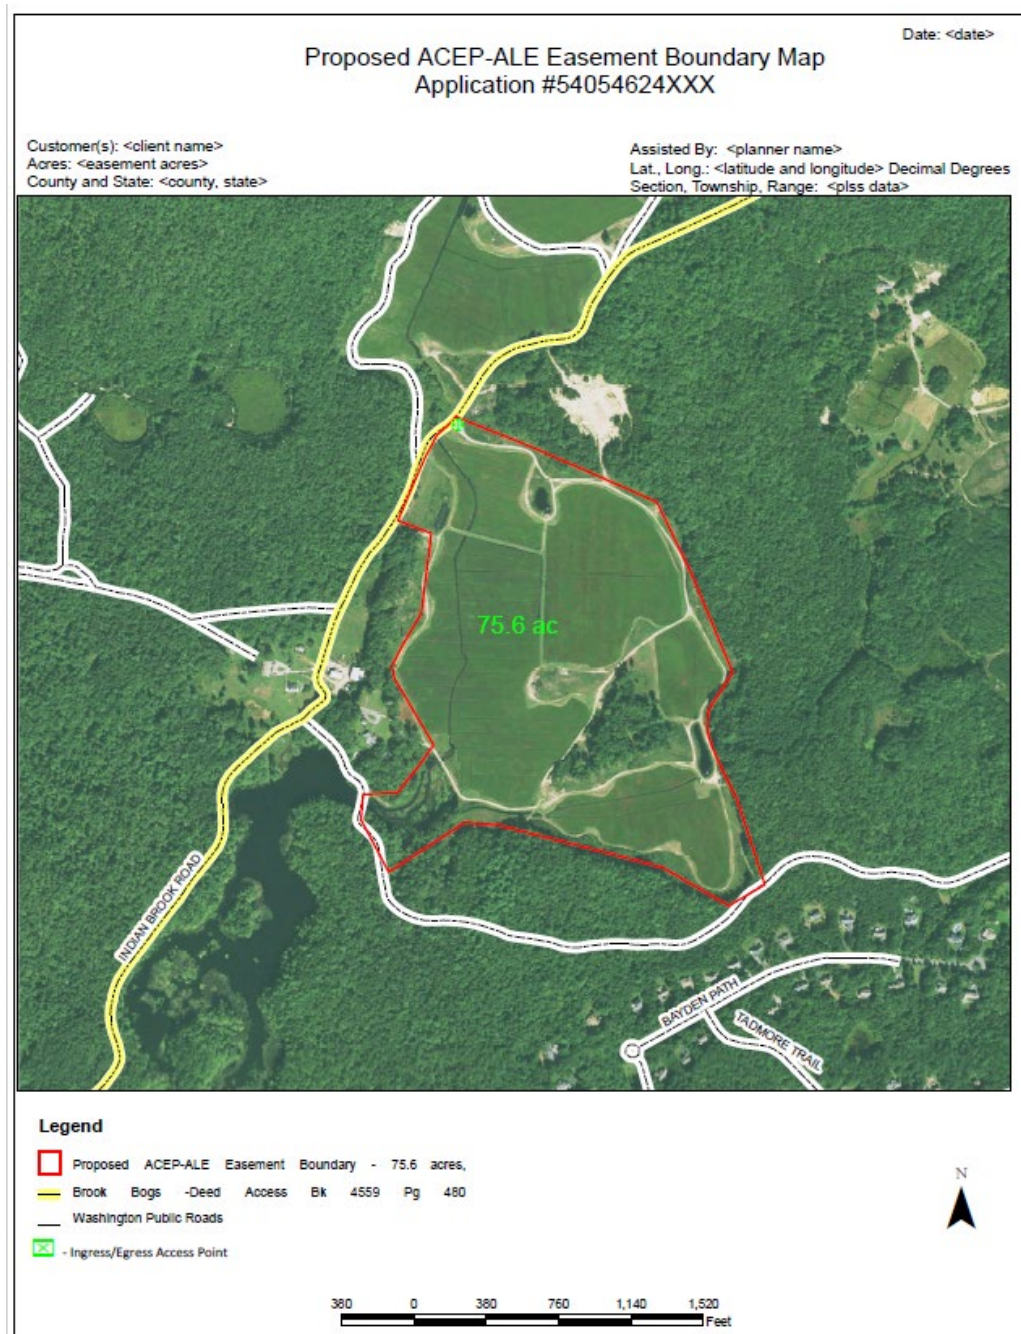 Date: <date>
Proposed ACEP-ALE Easement Boundary Map
Application #54054624XXX
Customer(s): <client name>
Acres: <easement acres>
County and State: <county, state>
Assisted By: <planner name>
Lat., Long.: <latitude and longitude> Decimal Degrees
Section, Township, Range: <plss data>
75.6 ac
INDIAN BROOK ROAD
BAYDEN PATH
TADMORE TRAIL
Legend
Proposed ACEP-ALE Easement Boundary - 75.6 acres,
Brook Bogs -Deed Access Bk 4559 Pg 480
Washington Public Roads
- Ingress/Egress Access Point
N
380 0 380 760 1,140 1,520
Feet